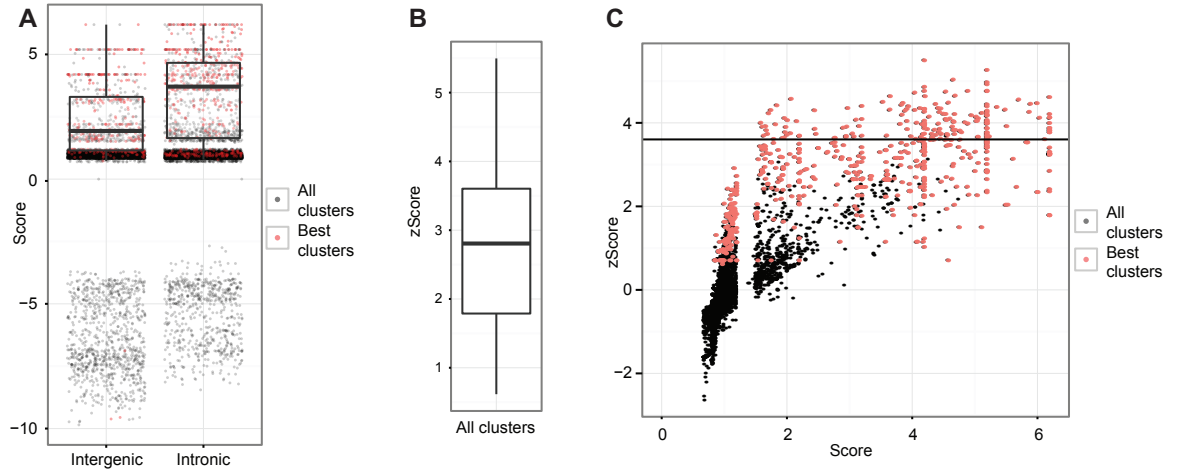 A
Score
5
0
−5
−10
Intergenic
Intronic
All
clusters
Best
clusters
B
zScore
5
4
3
2
1
All clusters
C
zScore
4
2
0
−2
0
2
4
6
Score
All
clusters
Best
clusters